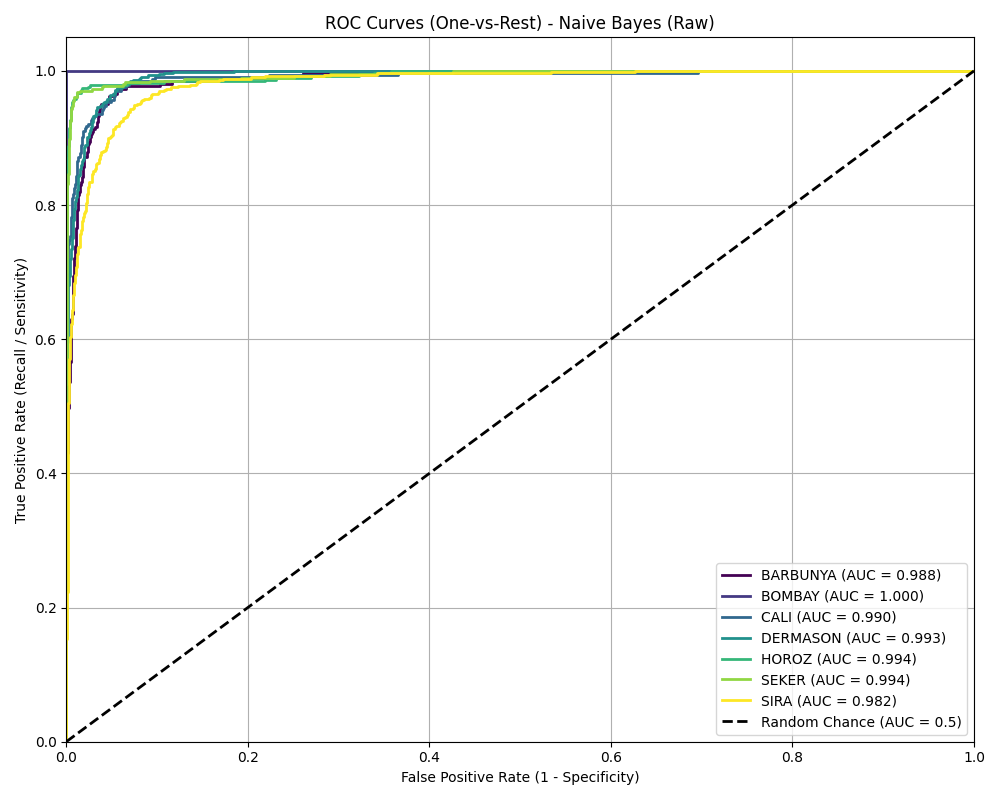 ROC Curves (One-vs-Rest) - Naive Bayes (Raw)
True Positive Rate (Recall / Sensitivity)
1.0
0.8
0.6
0.4
0.2
0.0
BARBUNYA (AUC = 0.988)
BOMBAY (AUC = 1.000)
CALI (AUC = 0.990)
DERMASON (AUC = 0.993)
HOROZ (AUC = 0.994)
SEKER (AUC = 0.994)
SIRA (AUC = 0.982)
Random Chance (AUC = 0.5)
0.0 0.2 0.4 0.6 0.8 1.0
False Positive Rate (1 - Specificity)